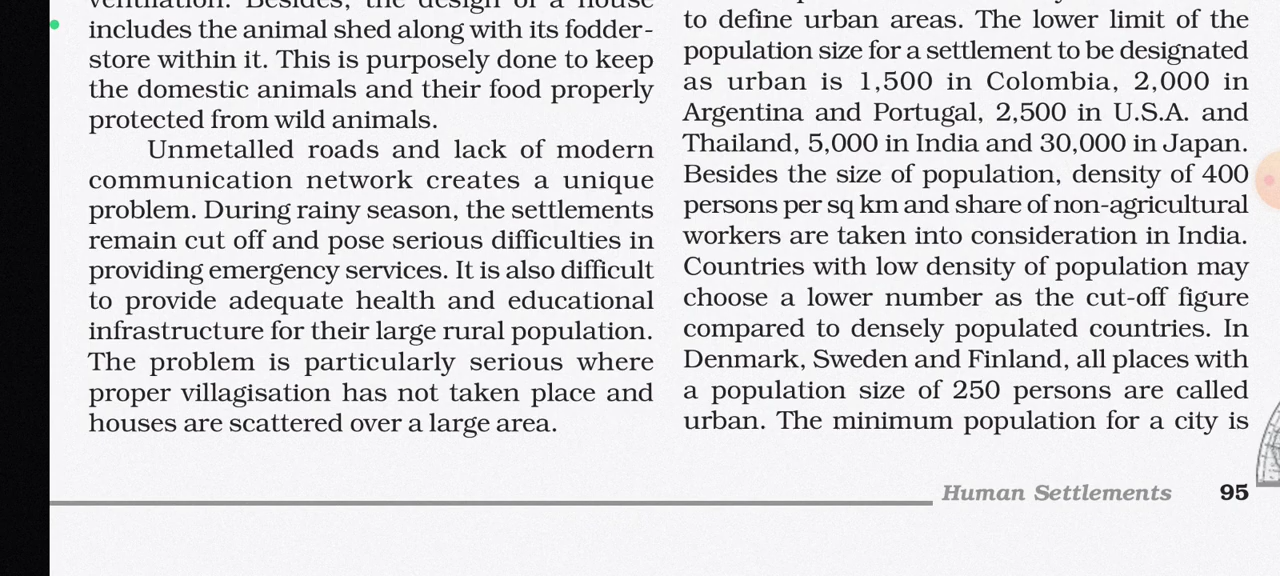 ventilation. Besides, the design of a house
includes the animal shed along with its fodder-
store within it. This is purposely done to keep
the domestic animals and their food properly
protected from wild animals.
Unmetalled roads and lack of modern
communication network creates a unique
problem. During rainy season, the settlements
remain cut off and pose serious difficulties in
providing emergency services. It is also difficult
to provide adequate health and educational
infrastructure for their large rural population.
The problem is particularly serious where
proper villagisation has not taken place and
houses are scattered over a large area.
to define urban areas. The lower limit of the
population size for a settlement to be designated
as urban is 1,500 in Colombia, 2,000 in
Argentina and Portugal, 2,500 in U.S.A. and
Thailand, 5,000 in India and 30,000 in Japan.
Besides the size of population, density of 400
persons per sq km and share of non-agricultural
workers are taken into consideration in India.
Countries with low density of population may
choose a lower number as the cut-off figure
compared to densely populated countries. In
Denmark, Sweden and Finland, all places with
a population size of 250 persons are called
urban. The minimum population for a city is
Human Settlements 95